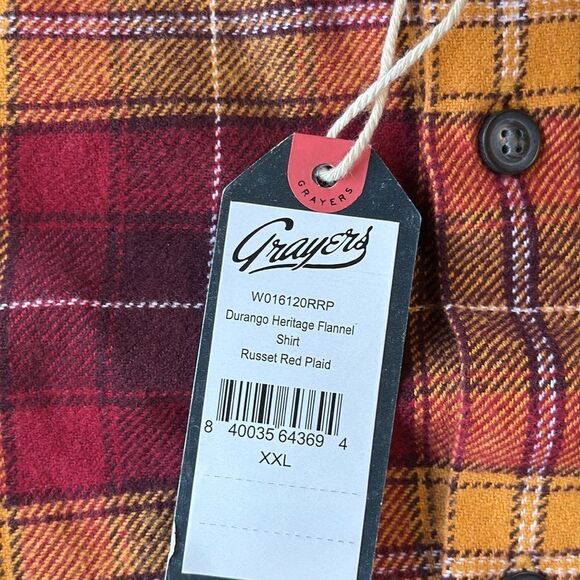 GRAYERS
Grayers
W016120RRP
Durango Heritage Flannel
Shirt
Russet Red Plaid
8 40035 64369 4
XXL